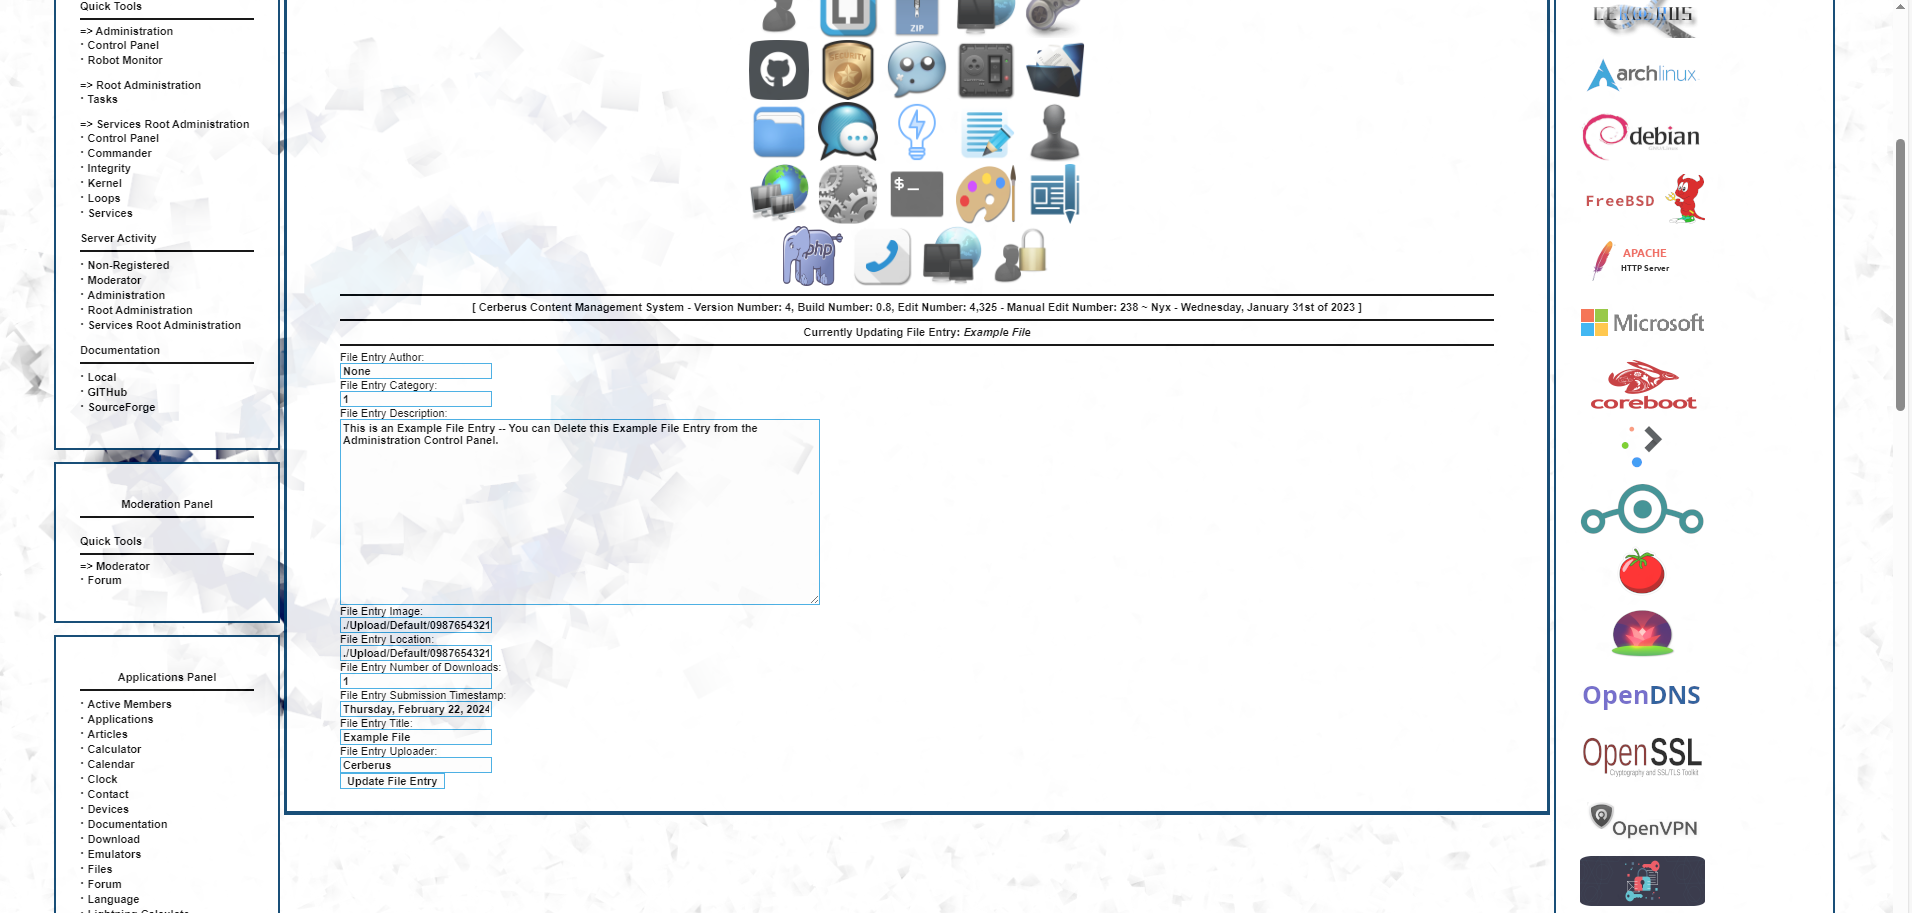 Quick Tools
=> Administration
· Control Panel
· Robot Monitor
=> Root Administration
· Tasks
=> Services Root Administration
· Control Panel
· Commander
· Integrity
· Kernel
· Loops
· Services
Server Activity
· Non-Registered
· Moderator
· Administration
· Root Administration
· Services Root Administration
Documentation
· Local
· GITHub
· SourceForge
Moderation Panel
Quick Tools
=> Moderator
· Forum
Applications Panel
· Active Members
· Applications
· Articles
· Calculator
· Calendar
· Clock
· Contact
· Devices
· Documentation
· Download
· Emulators
· Files
· Forum
· Language
· Lightning Calculate
ZIP
SECURITY
$_
php
[ Cerberus Content Management System - Version Number: 4, Build Number: 0.8, Edit Number: 4,325 - Manual Edit Number: 238 ~ Nyx - Wednesday, January 31st of 2023 ]
Currently Updating File Entry: Example File
File Entry Author:
None
File Entry Category:
1
File Entry Description:
This is an Example File Entry -- You can Delete this Example File Entry from the
Administration Control Panel.
File Entry Image:
./Upload/Default/0987654321
File Entry Location:
./Upload/Default/0987654321
File Entry Number of Downloads:
1
File Entry Submission Timestamp:
Thursday, February 22, 2024
File Entry Title:
Example File
File Entry Uploader:
Cerberus
Update File Entry
CERBERUS
archlinux
debian
FreeBSD
APACHE
HTTP Server
Microsoft
coreboot
OpenDNS
OpenSSL
Cryptography and SSL/TLS Toolkit
OpenVPN